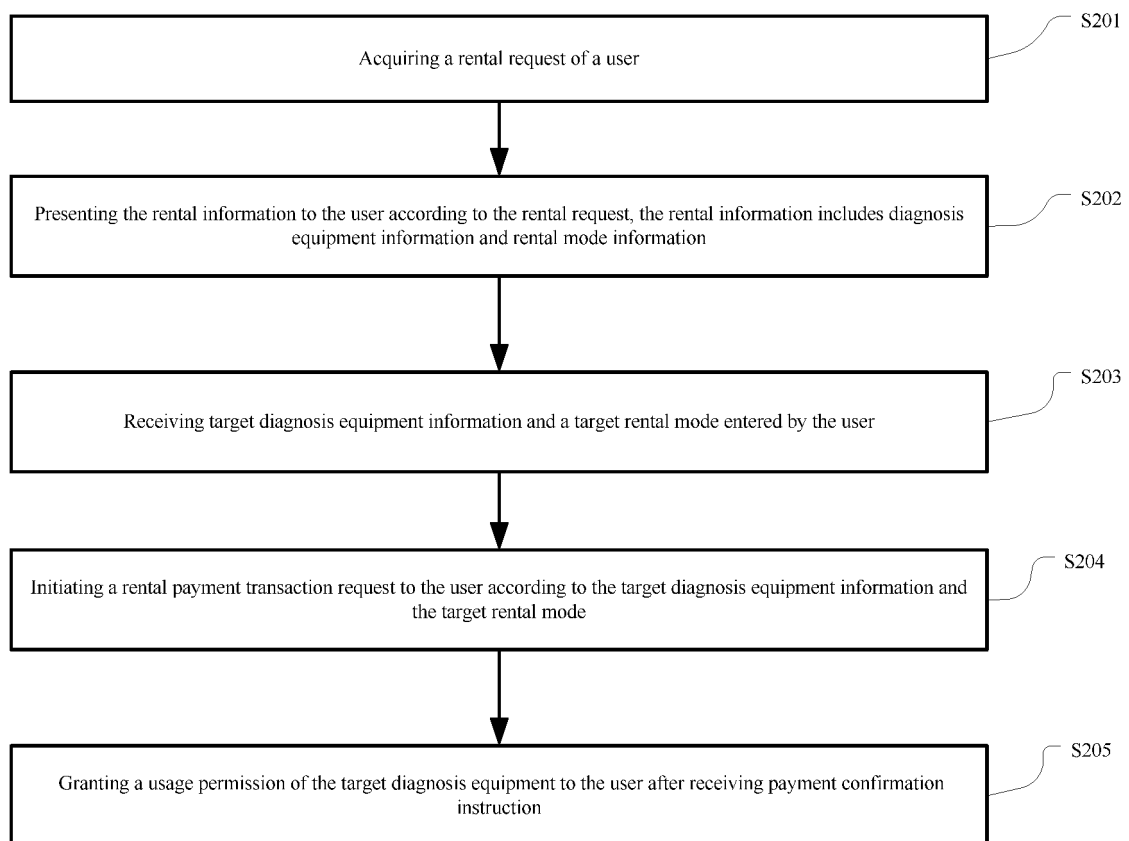 S201
Acquiring a rental request of a user
S202
Presenting the rental information to the user according to the rental request, the rental information includes diagnosis
equipment information and rental mode information
S203
Receiving target diagnosis equipment information and a target rental mode entered by the user
S204
Initiating a rental payment transaction request to the user according to the target diagnosis equipment information and
the target rental mode
S205
Granting a usage permission of the target diagnosis equipment to the user after receiving payment confirmation
instruction